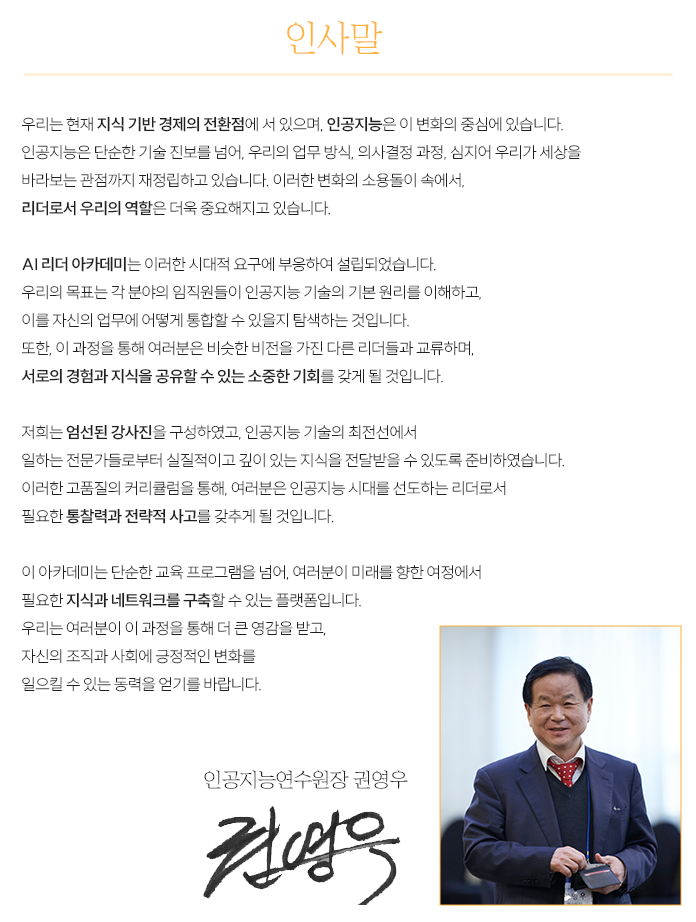 인사말
우리는 현재 지식 기반 경제의 전환점에 서 있으며, 인공지능은 이 변화의 중심에 있습니다.
인공지능은 단순한 기술 진보를 넘어, 우리의 업무 방식, 의사결정 과정, 심지어 우리가 세상을
바라보는 관점까지 재정립하고 있습니다. 이러한 변화의 소용돌이 속에서,
리더로서 우리의 역할은 더욱 중요해지고 있습니다.
AI 리더 아카데미는 이러한 시대적 요구에 부응하여 설립되었습니다.
우리의 목표는 각 분야의 임직원들이 인공지능 기술의 기본 원리를 이해하고,
이를 자신의 업무에 어떻게 통합할 수 있을지 탐색하는 것입니다.
또한, 이 과정을 통해 여러분은 비슷한 비전을 가진 다른 리더들과 교류하며,
서로의 경험과 지식을 공유할 수 있는 소중한 기회를 갖게 될 것입니다.
저희는 엄선된 강사진을 구성하였고, 인공지능 기술의 최전선에서
일하는 전문가들로부터 실질적이고 깊이 있는 지식을 전달받을 수 있도록 준비하였습니다.
이러한 고품질의 커리큘럼을 통해, 여러분은 인공지능 시대를 선도하는 리더로서
필요한 통찰력과 전략적 사고를 갖추게 될 것입니다.
이 아카데미는 단순한 교육 프로그램을 넘어, 여러분이 미래를 향한 여정에서
필요한 지식과 네트워크를 구축할 수 있는 플랫폼입니다.
우리는 여러분이 이 과정을 통해 더 큰 영감을 받고,
자신의 조직과 사회에 긍정적인 변화를
일으킬 수 있는 동력을 얻기를 바랍니다.
인공지능연수원장 권영우
권영우